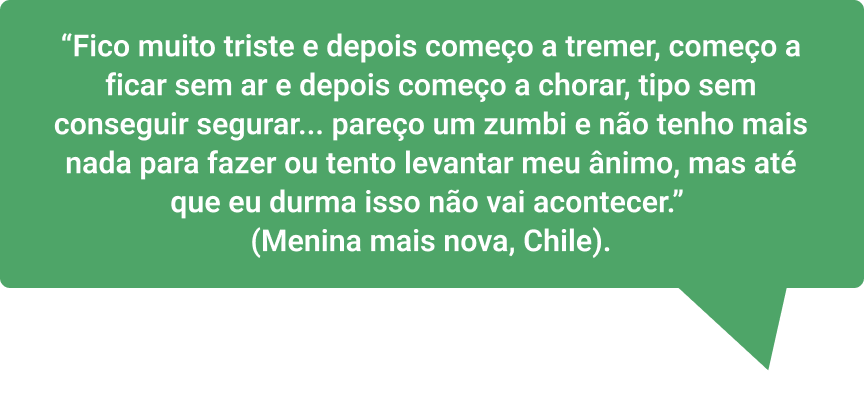 “Fico muito triste e depois começo a tremer, começo a
ficar sem ar e depois começo a chorar, tipo sem
conseguir segurar... pareço um zumbi e não tenho mais
nada para fazer ou tento levantar meu ânimo, mas até
que eu durma isso não vai acontecer.”
(Menina mais nova, Chile).